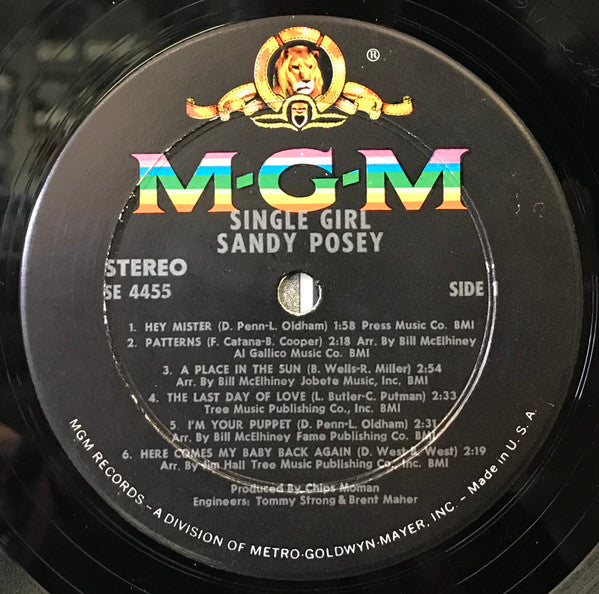 ®
M-G-M
SINGLE GIRL
SANDY POSEY
STEREO
SE 4455
SIDE
1. HEY MISTER (D. Penn-L. Oldham) 1:58 Press Music Co. BMI
2. PATTERNS (F. Catana-B. Cooper) 2:18 Arr. By Bill McElhiney
Al Gallico Music Co. BMI
3. A PLACE IN THE SUN (B. Wells-R. Miller) 2:54
Arr. By Bill McElhiney Jobete Music, Inc. BMI
4. THE LAST DAY OF LOVE (L. Butler-C. Putman) 2:33
Tree Music Publishing Co., Inc. BMI
5. I'M YOUR PUPPET (D. Penn-L. Oldham) 2:31
Arr. By Bill McElhiney Fame Publishing Co. BMI
6. HERE COMES MY BABY BACK AGAIN (D. West B. West) 2:19
Arr. By Jim Hall Tree Music Publishing Co., Inc. BMI
Produced By Chips Moman
Engineers: Tommy Strong & Brent Maher
MGM RECORDS – A DIVISION OF METRO-GOLDWYN-MAYER, INC. – Made in U.S.A.